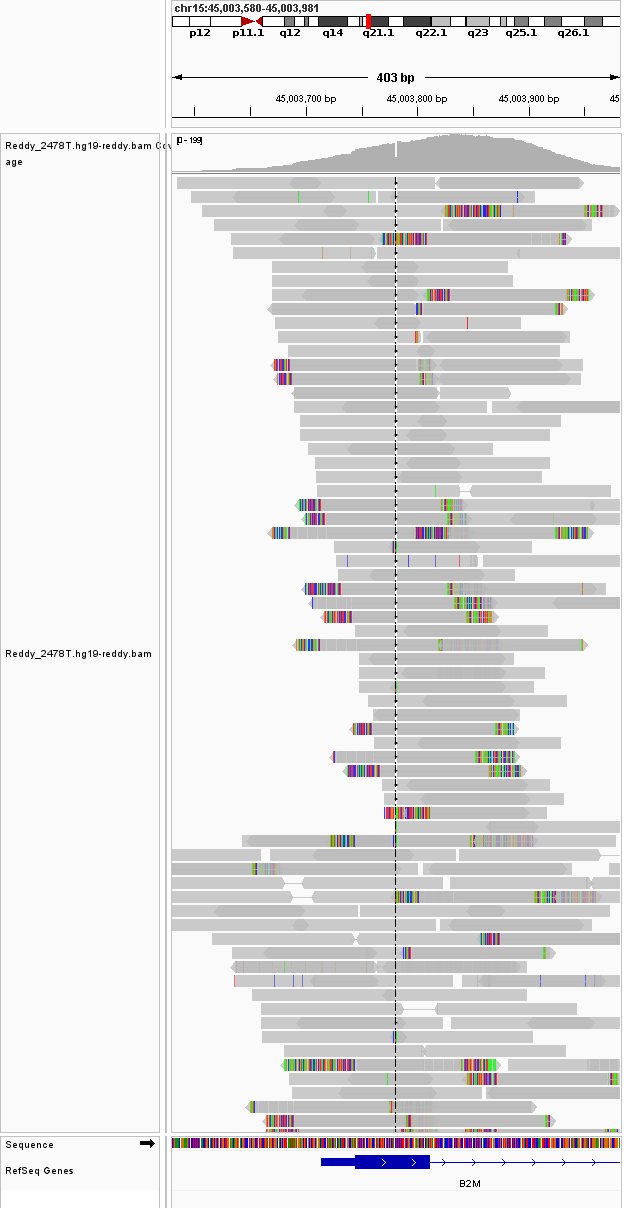 chr15:45,003,580-45,003,981
p12 p11.1 q12 q14 q21.1 q22.1 q23 q25.1 q26.1
403 bp
45,003,700 bp 45,003,800 bp 45,003,900 bp 45
[0 - 199]
Reddy_2478T.hg19-reddy.bam Cov
age
Reddy_2478T.hg19-reddy.bam
Sequence
RefSeq Genes
B2M